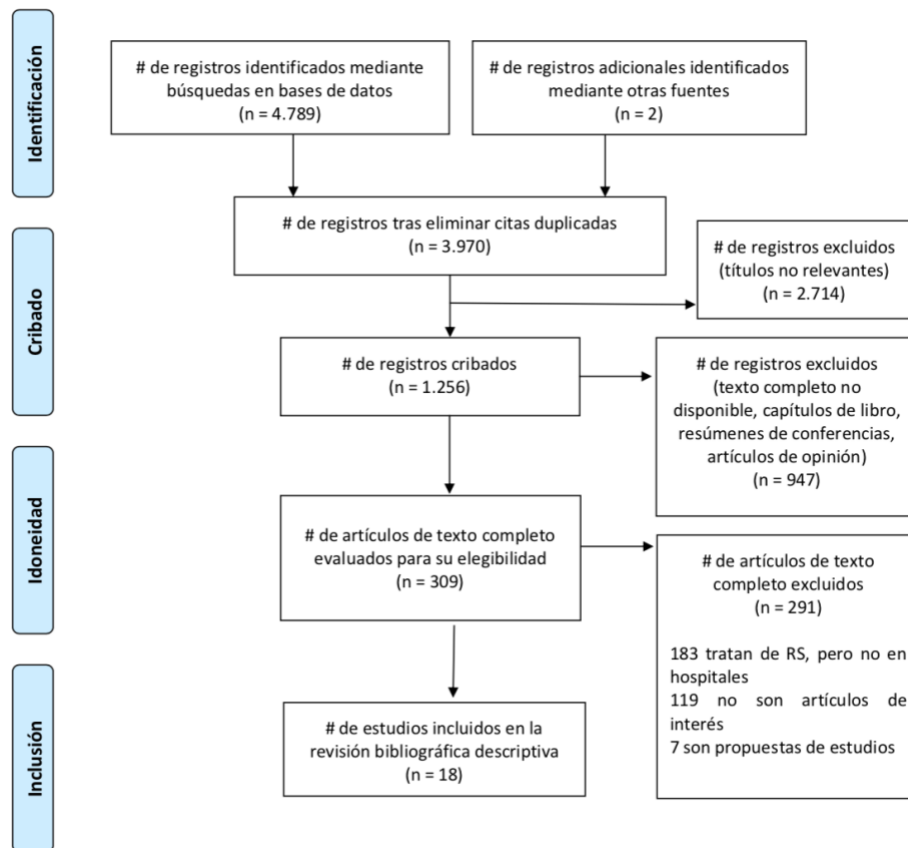 Identificación
# de registros identificados mediante
búsquedas en bases de datos
(n = 4.789)
# de registros adicionales identificados
mediante otras fuentes
(n = 2)
# de registros tras eliminar citas duplicadas
(n = 3.970)
# de registros excluidos
(títulos no relevantes)
(n = 2.714)
Cribado
# de registros cribados
(n = 1.256)
# de registros excluidos
(texto completo no
disponible, capítulos de libro,
resúmenes de conferencias,
artículos de opinión)
(n = 947)
Idoneidad
# de artículos de texto completo
evaluados para su elegibilidad
(n = 309)
# de artículos de texto
completo excluidos
(n = 291)
183 tratan de RS, pero no en
hospitales
119 no son artículos de
interés
7 son propuestas de estudios
Inclusión
# de estudios incluidos en la
revisión bibliográfica descriptiva
(n = 18)